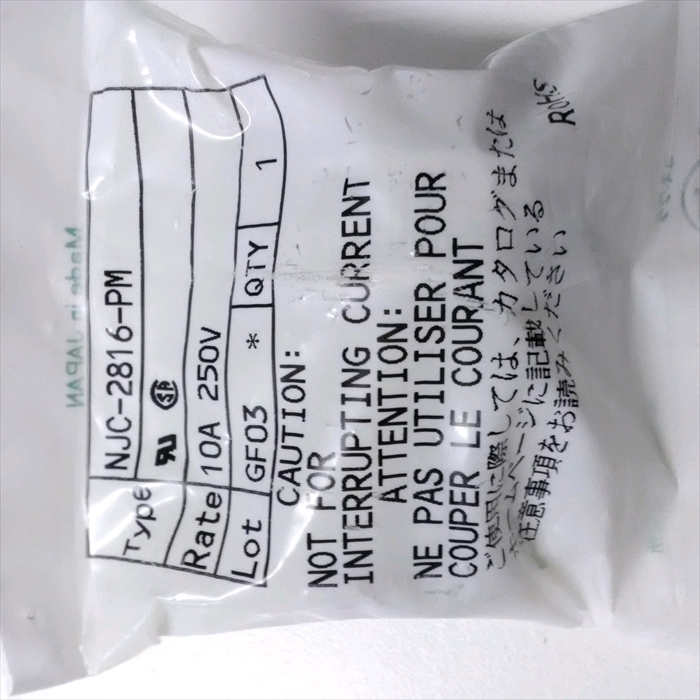 Type NJC-2816-PM
Rate 10A 250V
Lot GF03 * QTY 1
CAUTION:
NOT FOR
INTERRUPTING CURRENT
ATTENTION:
NE PAS UTILISER POUR
COUPER LE COURANT
ご使用に際しては、カタログまたは
ホームページに記載している
注意事項をお読みください
RoHS
Made in JAPAN